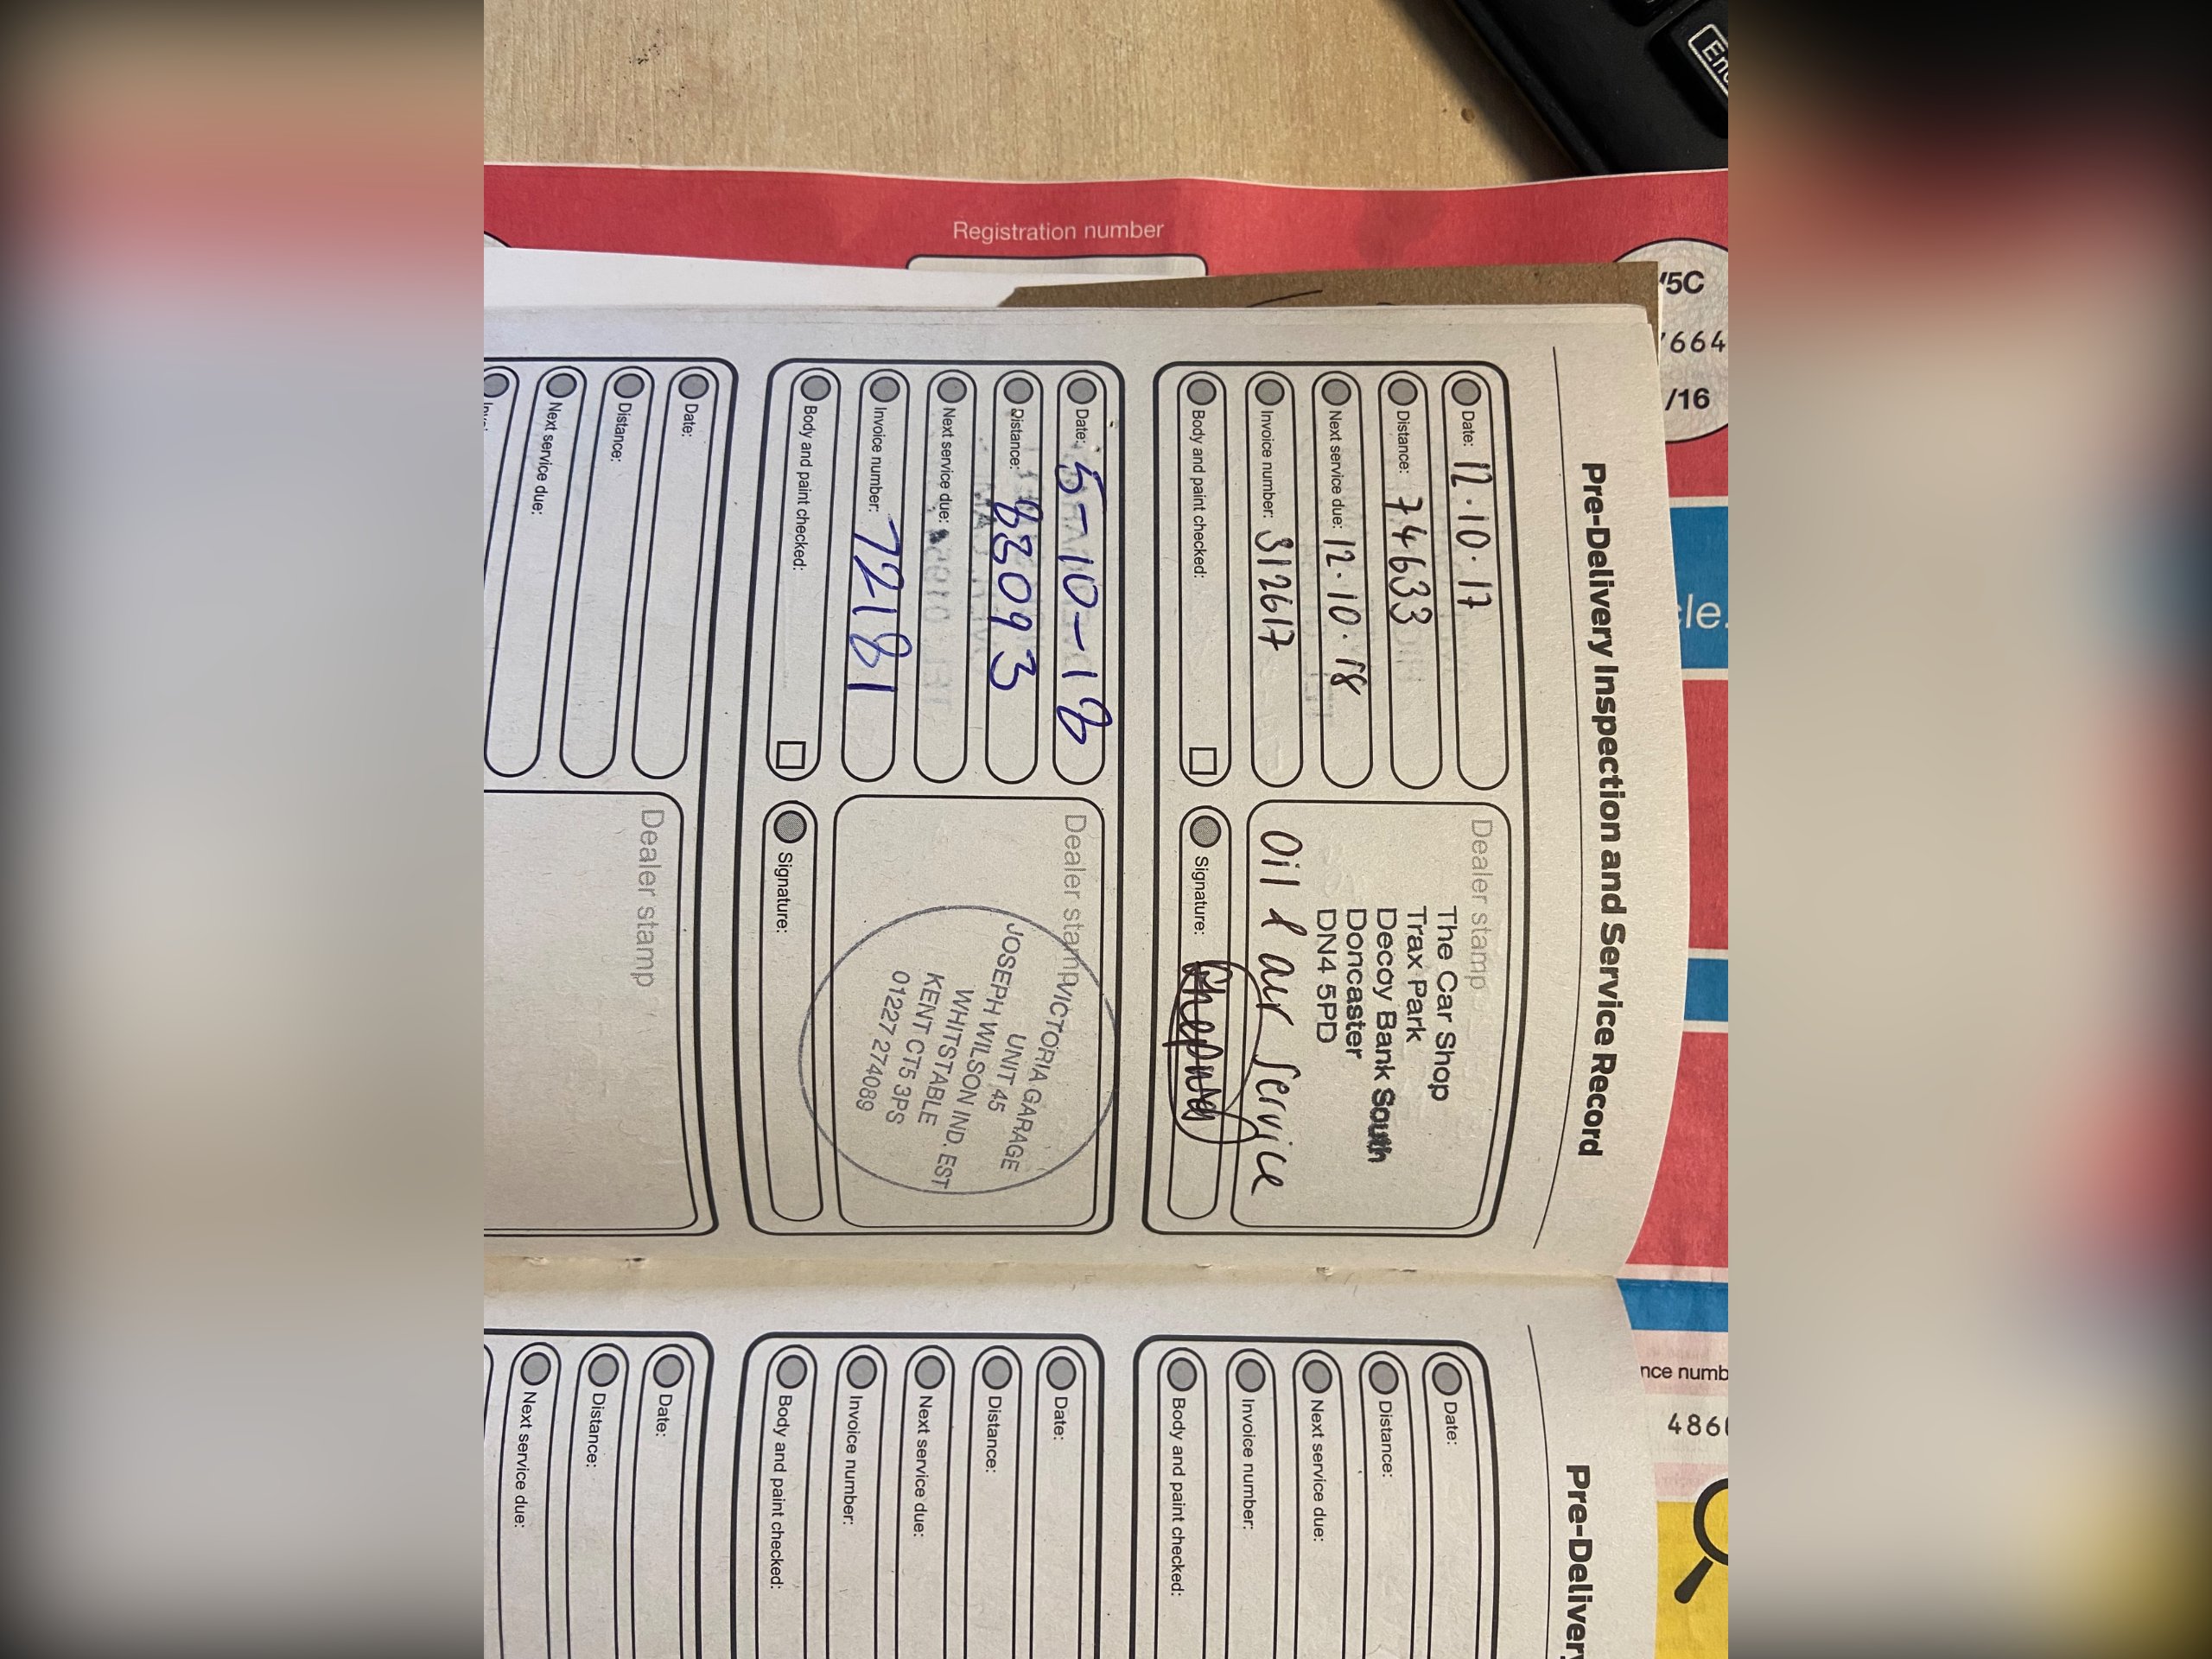 Enc
Registration number
V5C
7664
/16
cle.
Pre-Delivery Inspection and Service Record
Date: 12.10.17
Distance: 74633
Next service due: 12.10.18
Invoice number: 312617
Body and paint checked:
Dealer stamp
The Car Shop
Trax Park
Decoy Bank South
Doncaster
DN4 5PD
Oil & air Service
Signature:
Date: 5-10-18
Distance: 83093
Next service due:
Invoice number: 72181
Body and paint checked:
Dealer stamp
VICTORIA GARAGE
UNIT 45
JOSEPH WILSON IND. EST
WHITSTABLE
KENT CT5 3PS
01227 274089
Signature:
Date:
Distance:
Next service due:
Dealer stamp
nce numb
486
Pre-Delivery
Date:
Distance:
Next service due:
Invoice number:
Body and paint checked:
Date:
Distance:
Next service due:
Invoice number:
Body and paint checked:
Date:
Distance:
Next service due: